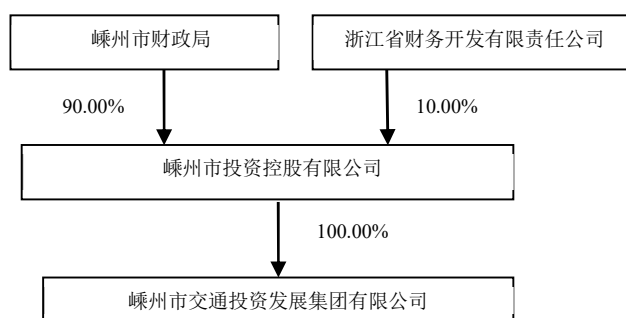 嵊州市财政局
浙江省财务开发有限责任公司
90.00%
10.00%
嵊州市投资控股有限公司
100.00%
嵊州市交通投资发展集团有限公司